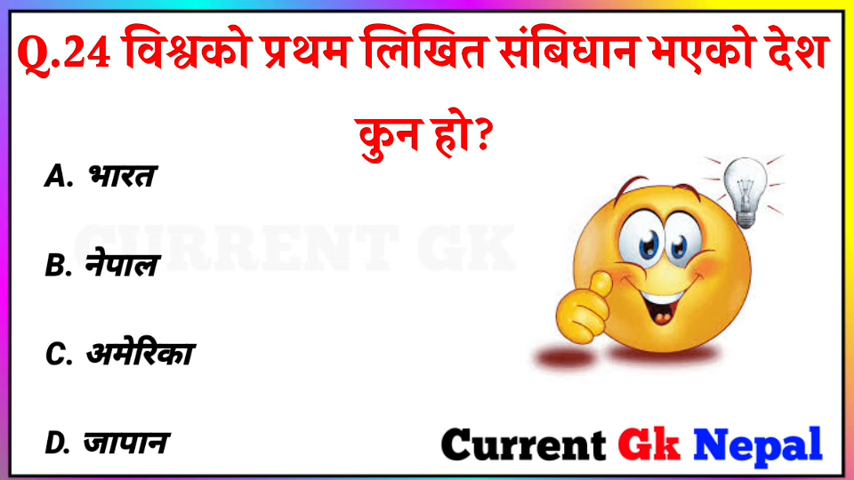 Q.24 विश्वको प्रथम लिखित संबिधान भएको देश
कुन हो?
A. भारत
B. नेपाल
C. अमेरिका
D. जापान
CURRENT GK
Current Gk Nepal